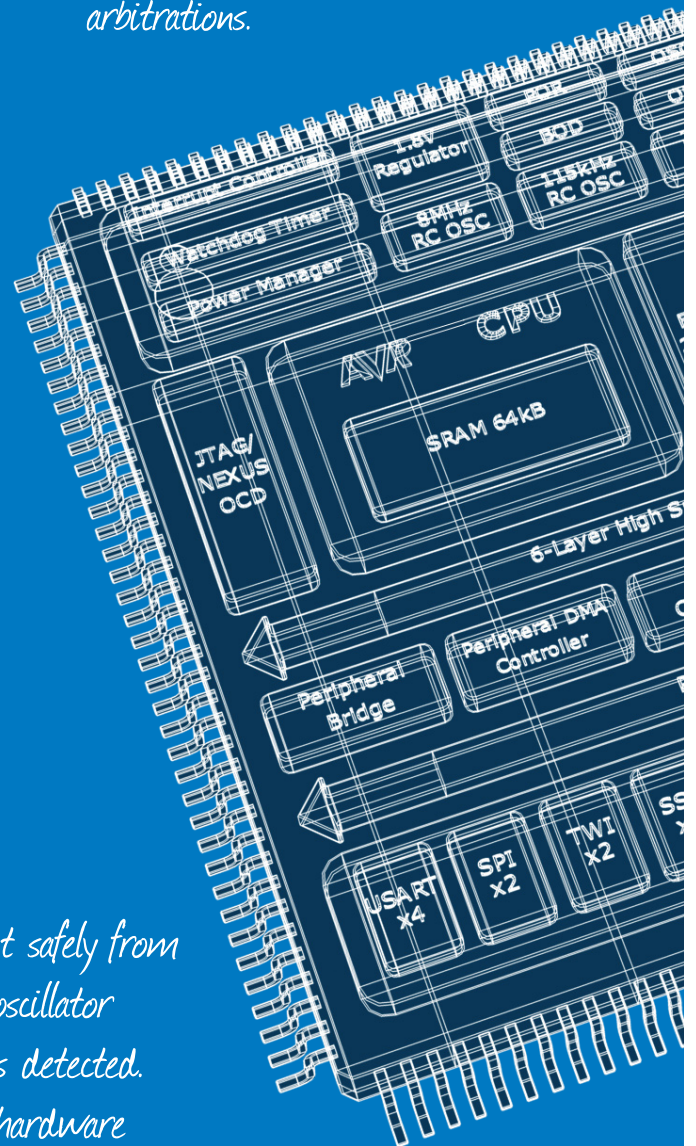 arbitrations.
POR
BOD
115kHz
RC OSC
1.8V
Regulator
8MHz
RC OSC
Interrupt Controller
Watchdog Timer
Power Manager
AVR CPU
SRAM 64kB
JTAG/
NEXUS
OCD
6-Layer High
Peripheral DMA
Controller
Peripheral
Bridge
USART
x4
SPI
x2
TWI
x2
safely from
oscillator
detected.
hardware